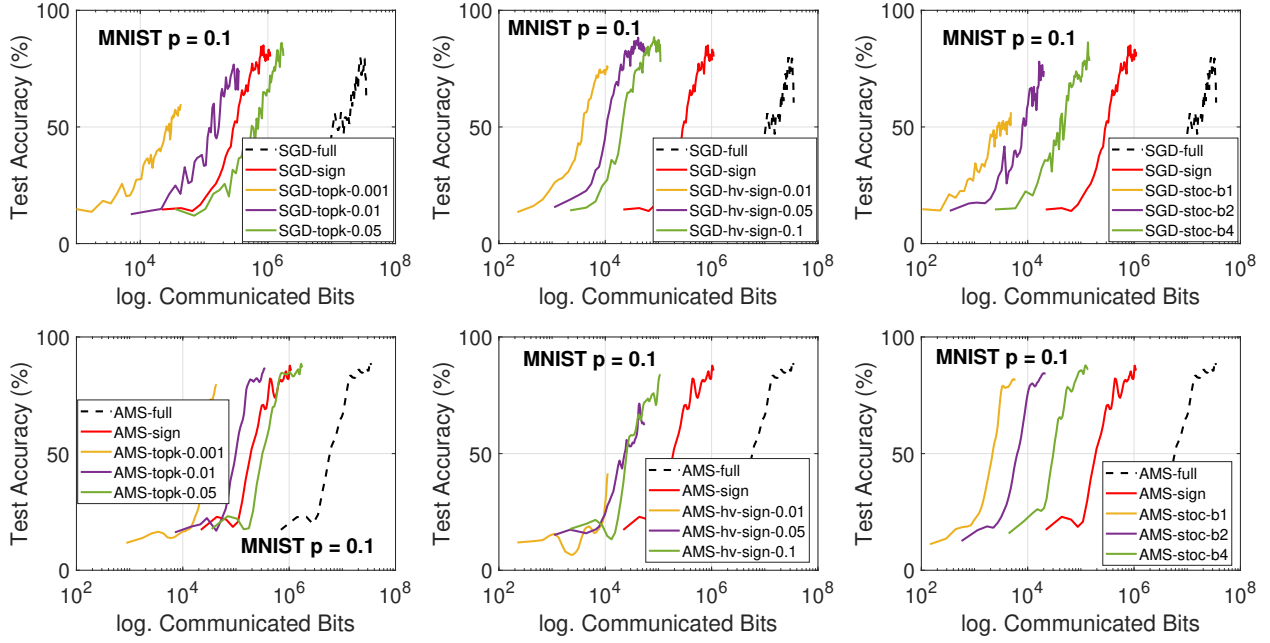 MNIST p = 0.1
Test Accuracy (%)
100
50
0
SGD-full
SGD-sign
SGD-topk-0.001
SGD-topk-0.01
SGD-topk-0.05
10^4
10^6
10^8
log. Communicated Bits
MNIST p = 0.1
Test Accuracy (%)
100
50
0
SGD-full
SGD-sign
SGD-hv-sign-0.01
SGD-hv-sign-0.05
SGD-hv-sign-0.1
10^2
10^4
10^6
10^8
log. Communicated Bits
MNIST p = 0.1
Test Accuracy (%)
100
50
0
SGD-full
SGD-sign
SGD-stoc-b1
SGD-stoc-b2
SGD-stoc-b4
10^2
10^4
10^6
10^8
log. Communicated Bits
Test Accuracy (%)
100
50
0
AMS-full
AMS-sign
AMS-topk-0.001
AMS-topk-0.01
AMS-topk-0.05
MNIST p = 0.1
10^2
10^4
10^6
10^8
log. Communicated Bits
MNIST p = 0.1
Test Accuracy (%)
100
50
0
AMS-full
AMS-sign
AMS-hv-sign-0.01
AMS-hv-sign-0.05
AMS-hv-sign-0.1
10^2
10^4
10^6
10^8
log. Communicated Bits
MNIST p = 0.1
Test Accuracy (%)
100
50
0
AMS-full
AMS-sign
AMS-stoc-b1
AMS-stoc-b2
AMS-stoc-b4
10^2
10^4
10^6
10^8
log. Communicated Bits